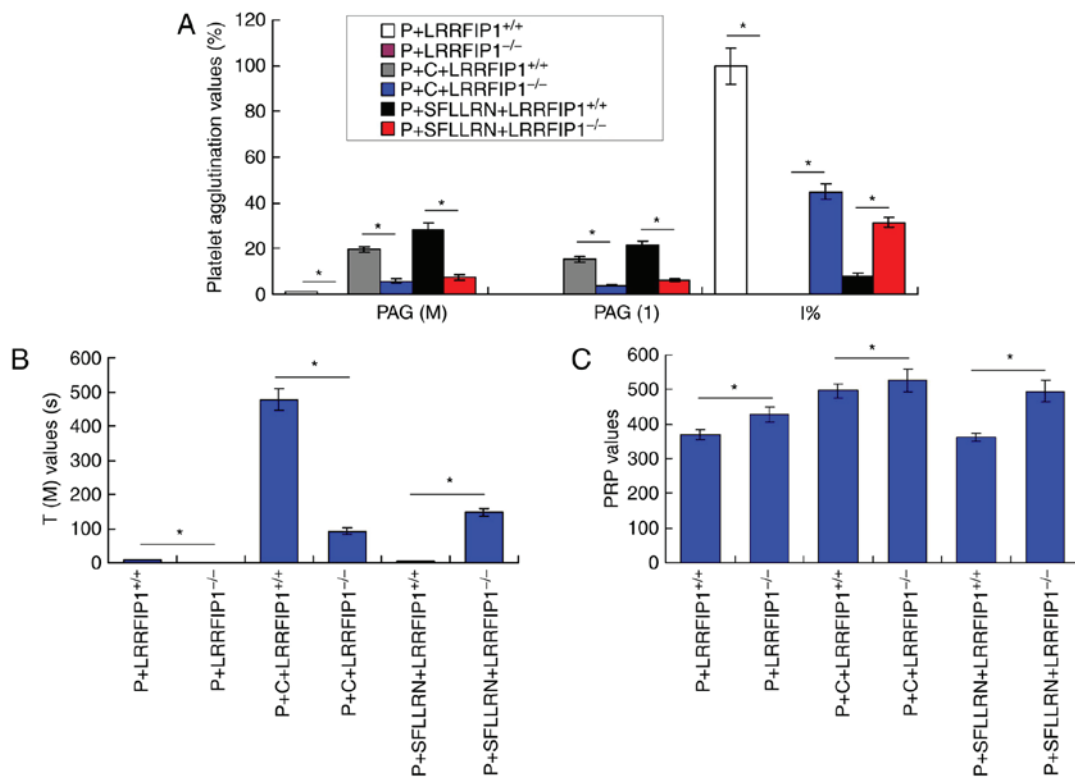 A
Platelet agglutination values (%)
120
100
80
60
40
20
0
P+LRRFIP1+/+
P+LRRFIP1−/−
P+C+LRRFIP1+/+
P+C+LRRFIP1−/−
P+SFLLRN+LRRFIP1+/+
P+SFLLRN+LRRFIP1−/−
* * * * * * * *
PAG (M) PAG (1) I%
B
T (M) values (s)
600
500
400
300
200
100
0
* * *
P+LRRFIP1+/+
P+LRRFIP1−/−
P+C+LRRFIP1+/+
P+C+LRRFIP1−/−
P+SFLLRN+LRRFIP1+/+
P+SFLLRN+LRRFIP1−/−
C
PRP values
600
500
400
300
200
100
0
* * *
P+LRRFIP1+/+
P+LRRFIP1−/−
P+C+LRRFIP1+/+
P+C+LRRFIP1−/−
P+SFLLRN+LRRFIP1+/+
P+SFLLRN+LRRFIP1−/−